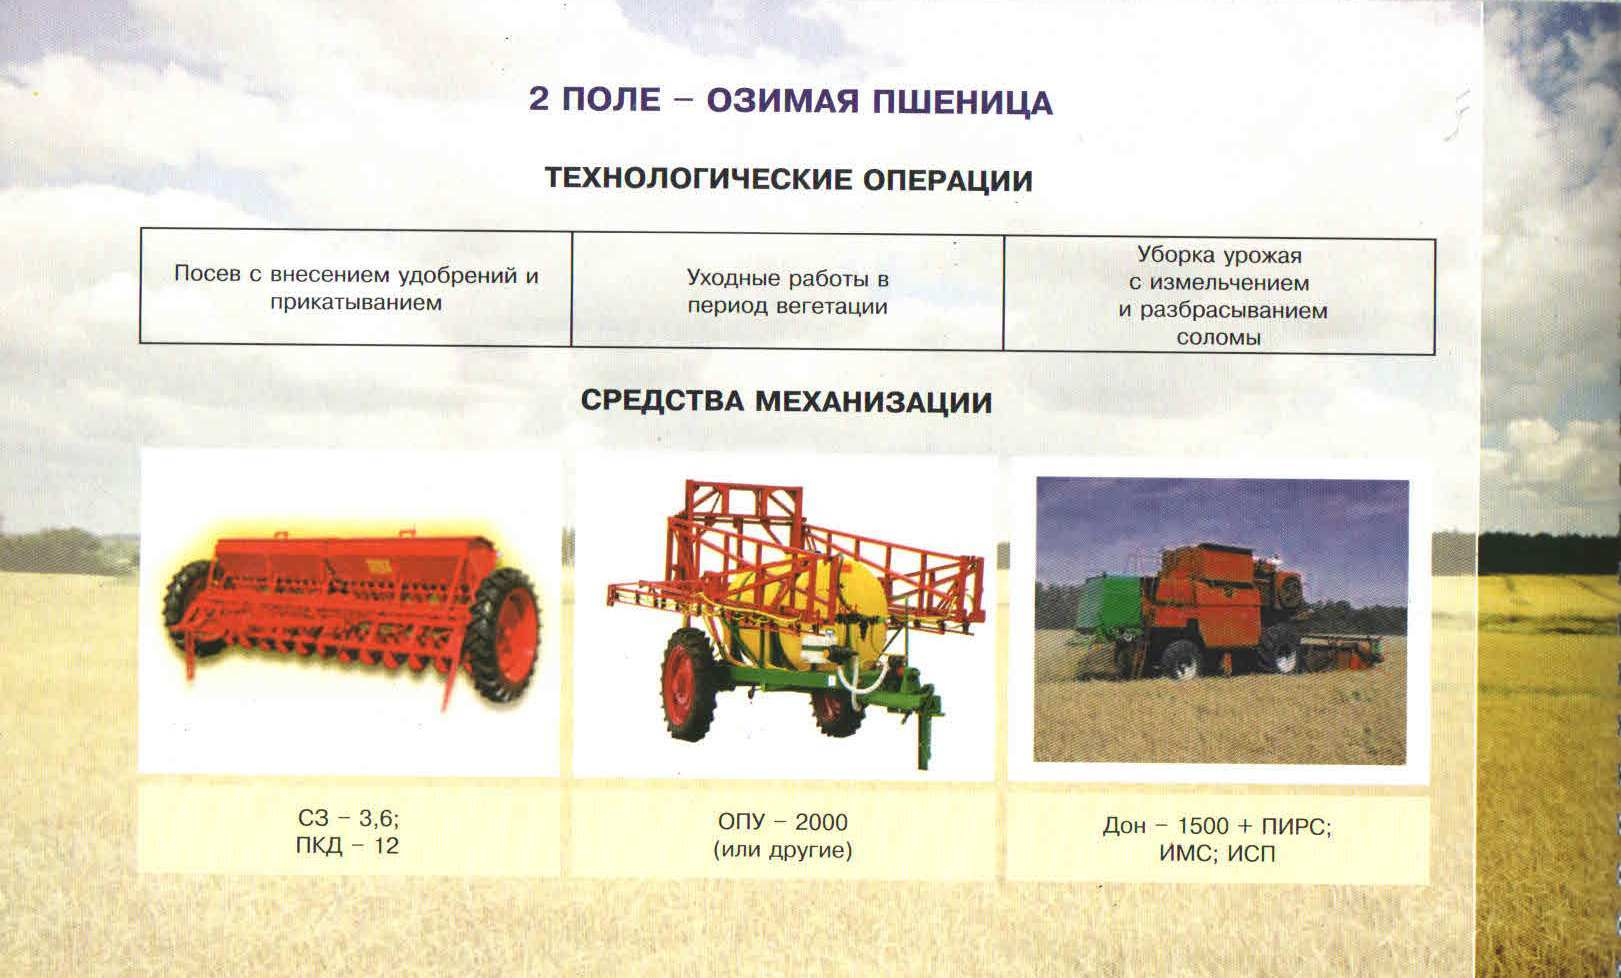 2 ПОЛЕ – ОЗИМАЯ ПШЕНИЦА
ТЕХНОЛОГИЧЕСКИЕ ОПЕРАЦИИ
Посев с внесением удобрений и
прикатыванием
Уходные работы в
период вегетации
Уборка урожая
с измельчением
и разбрасыванием
соломы
СРЕДСТВА МЕХАНИЗАЦИИ
СЗ – 3,6;
ПКД – 12
ОПУ – 2000
(или другие)
Дон – 1500 + ПИРС;
ИМС; ИСП